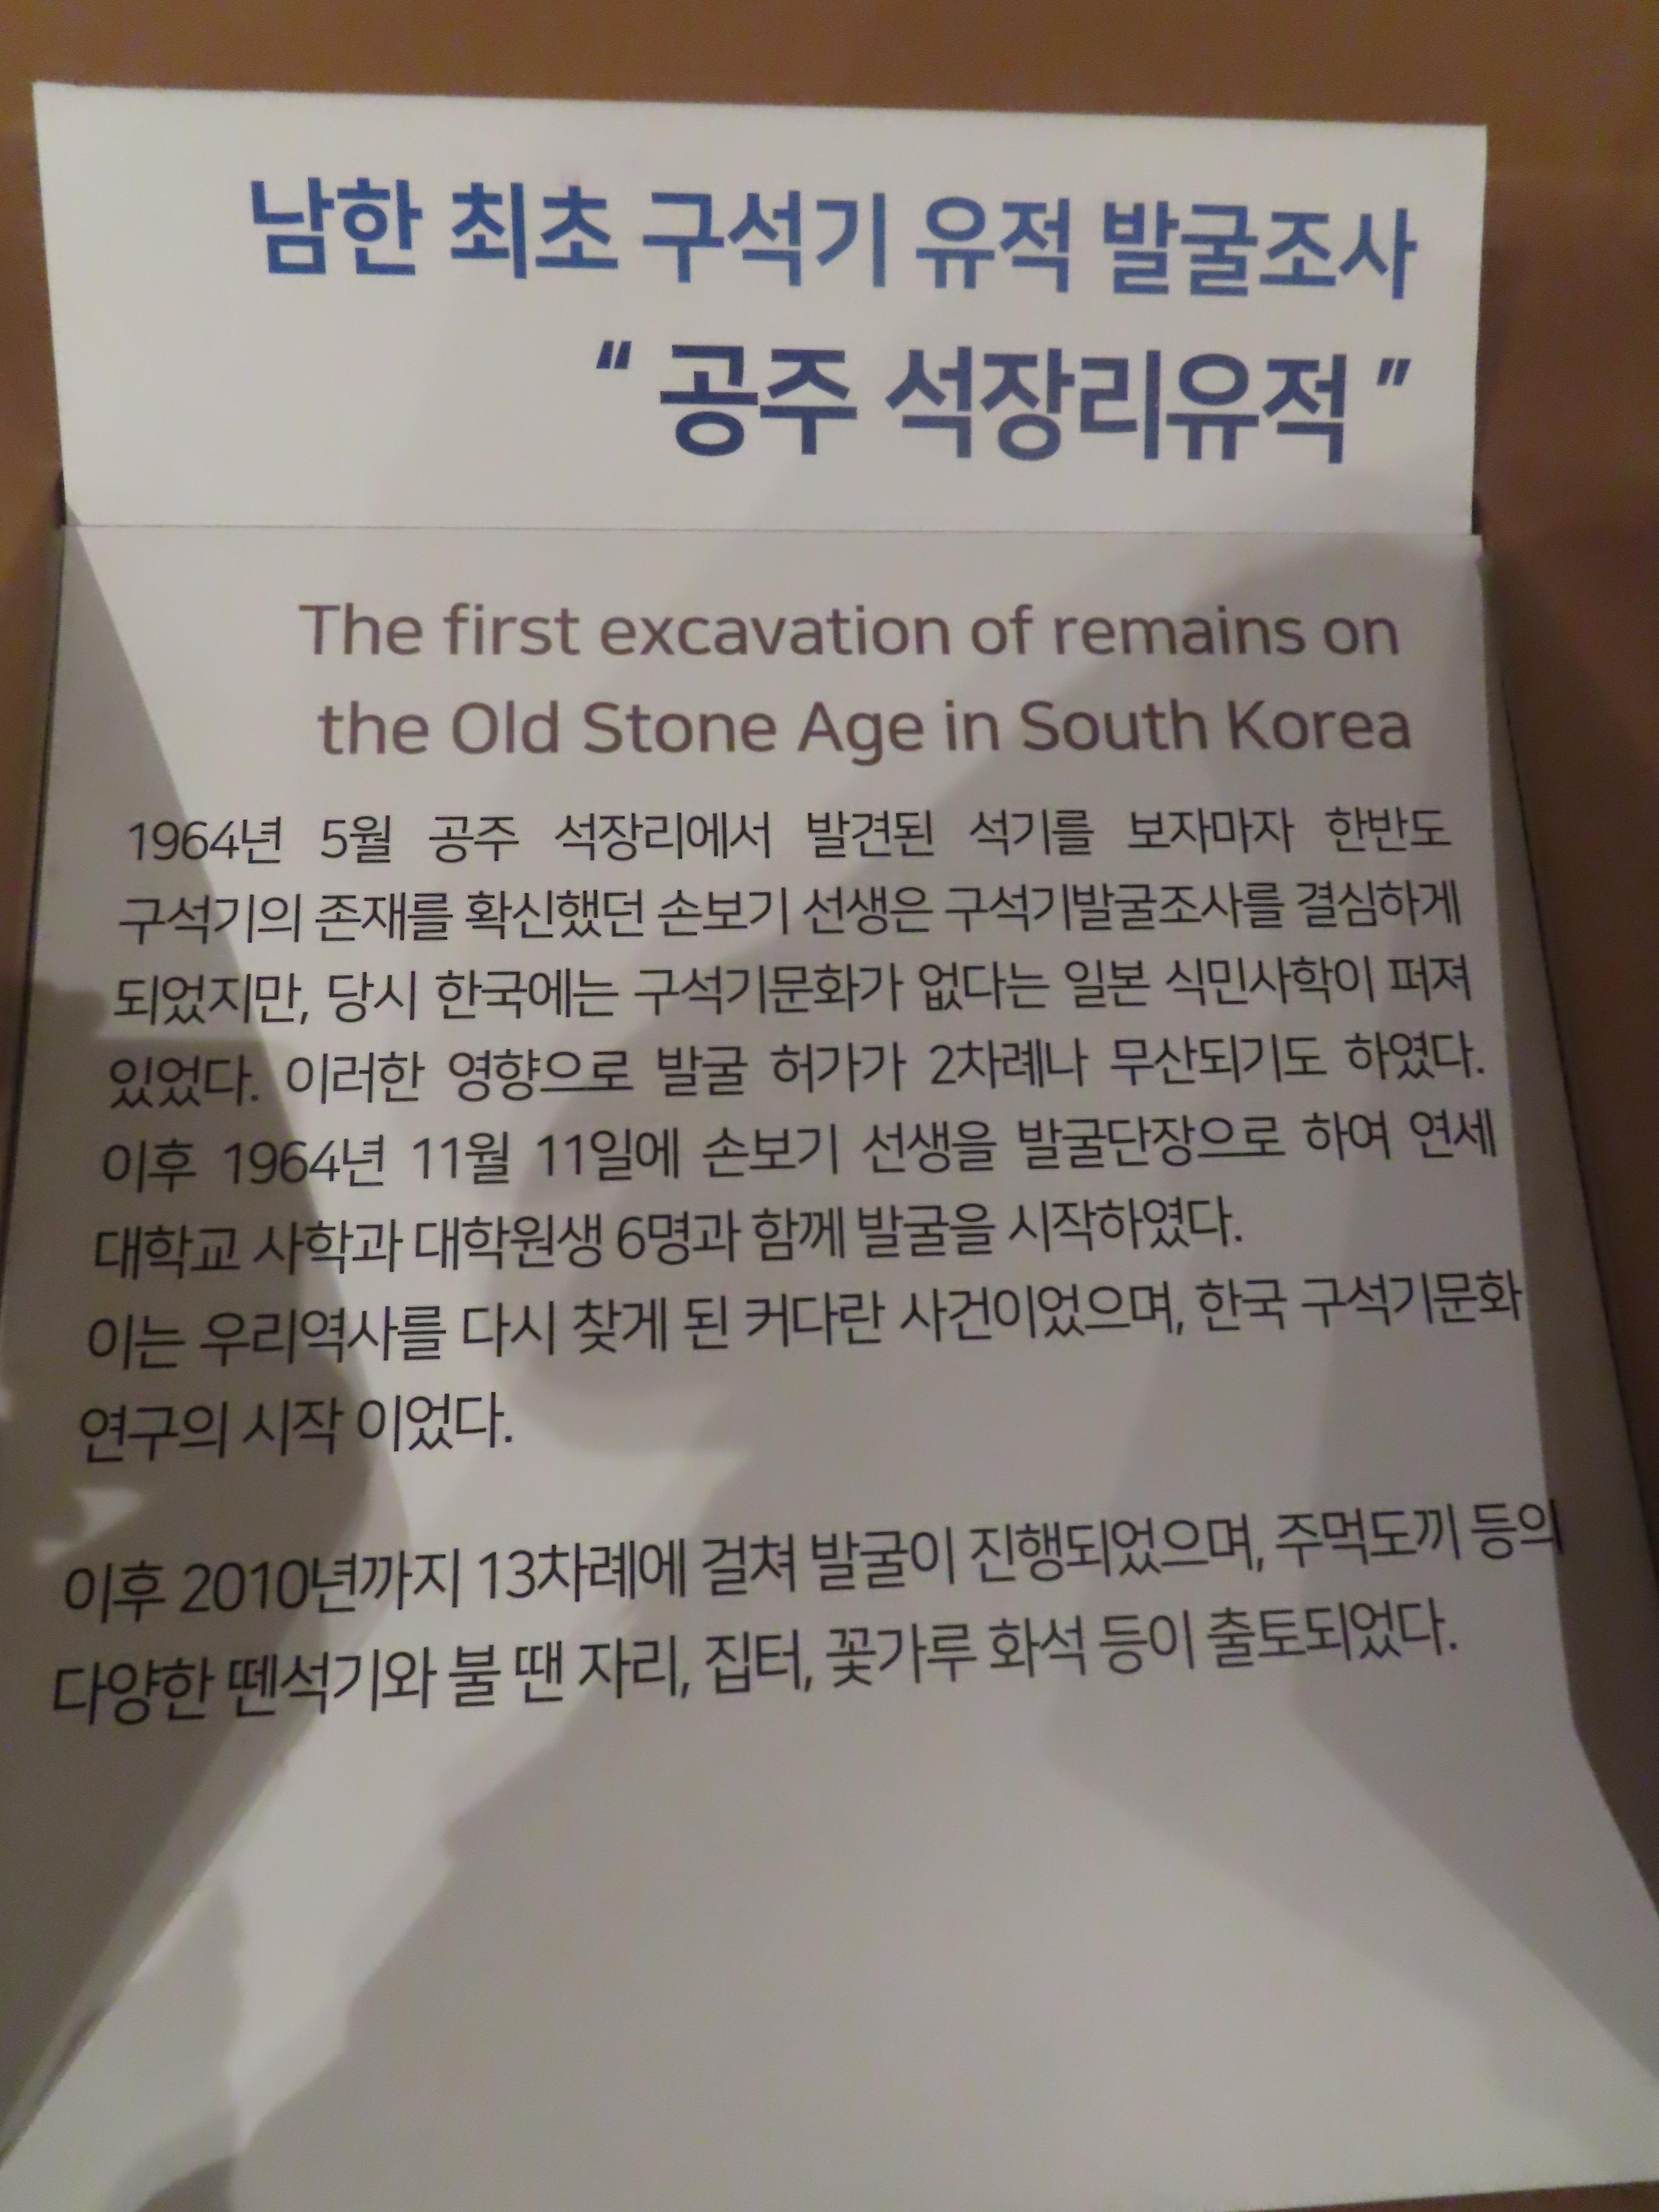 남한 최초 구석기 유적 발굴조사
“ 공주 석장리유적 ”
The first excavation of remains on
the Old Stone Age in South Korea
1964년 5월 공주 석장리에서 발견된 석기를 보자마자 한반도
구석기의 존재를 확신했던 손보기 선생은 구석기발굴조사를 결심하게
되었지만, 당시 한국에는 구석기문화가 없다는 일본 식민사학이 퍼져
있었다. 이러한 영향으로 발굴 허가가 2차례나 무산되기도 하였다.
이후 1964년 11월 11일에 손보기 선생을 발굴단장으로 하여 연세
대학교 사학과 대학원생 6명과 함께 발굴을 시작하였다.
이는 우리역사를 다시 찾게 된 커다란 사건이었으며, 한국 구석기문화
연구의 시작 이었다.
이후 2010년까지 13차례에 걸쳐 발굴이 진행되었으며, 주먹도끼 등의
다양한 뗀석기와 불 땐 자리, 집터, 꽃가루 화석 등이 출토되었다.